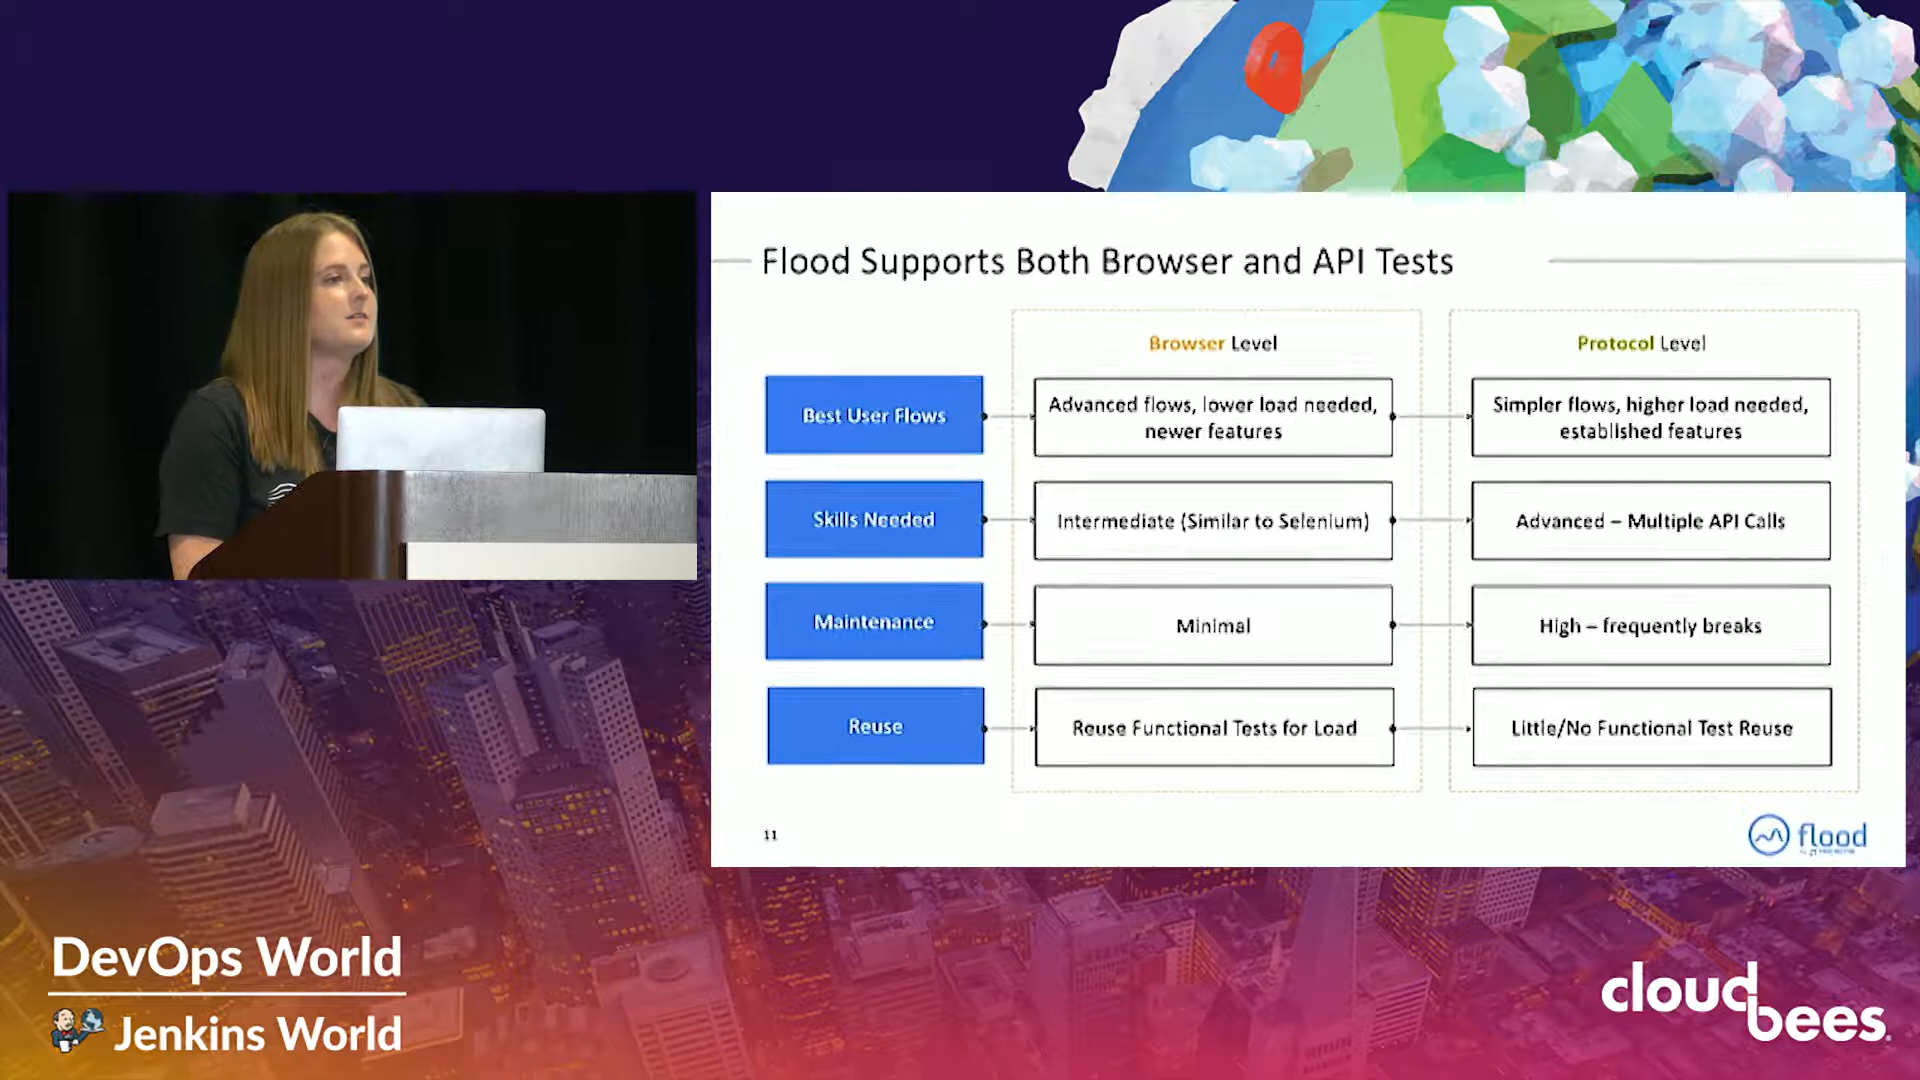 Flood Supports Both Browser and API Tests
Browser Level
Protocol Level
Best User Flows
Advanced flows, lower load needed,
newer features
Simpler flows, higher load needed,
established features
Skills Needed
Intermediate (Similar to Selenium)
Advanced – Multiple API Calls
Maintenance
Minimal
High – frequently breaks
Reuse
Reuse Functional Tests for Load
Little/No Functional Test Reuse
11
flood
DevOps World
Jenkins World
cloudbees